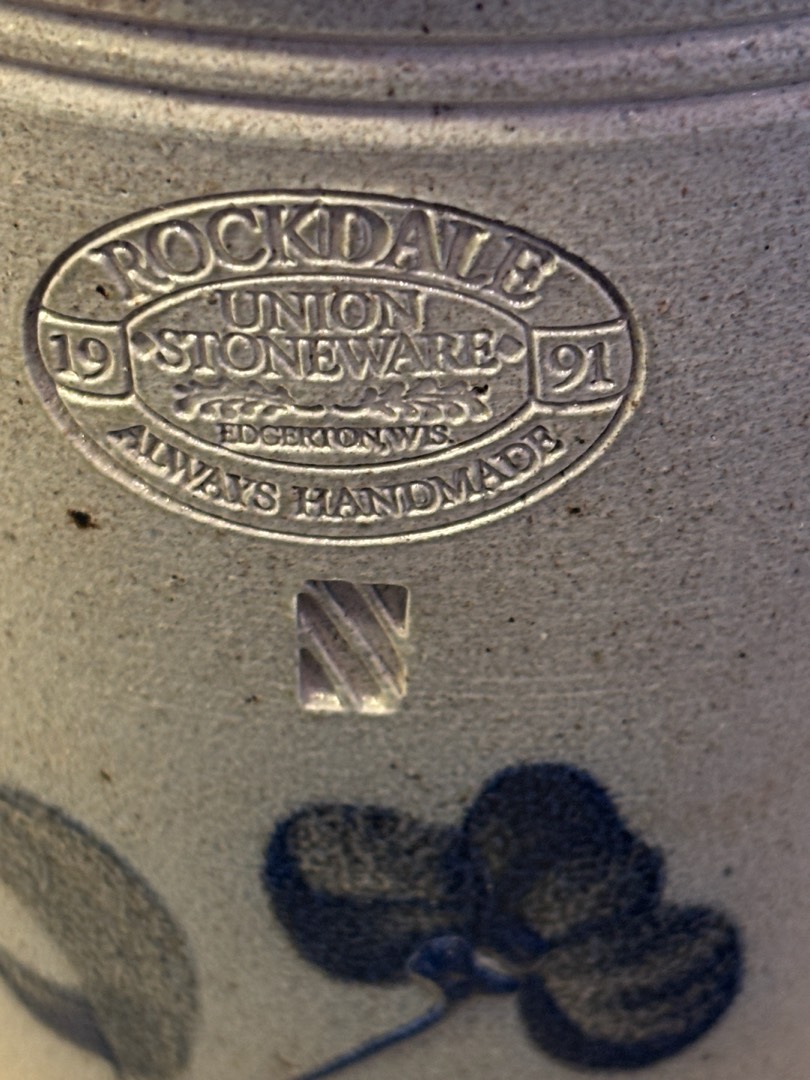 ROCKDALE
UNION
19 STONEWARE 91
EDGERTON, WIS.
ALWAYS HANDMADE